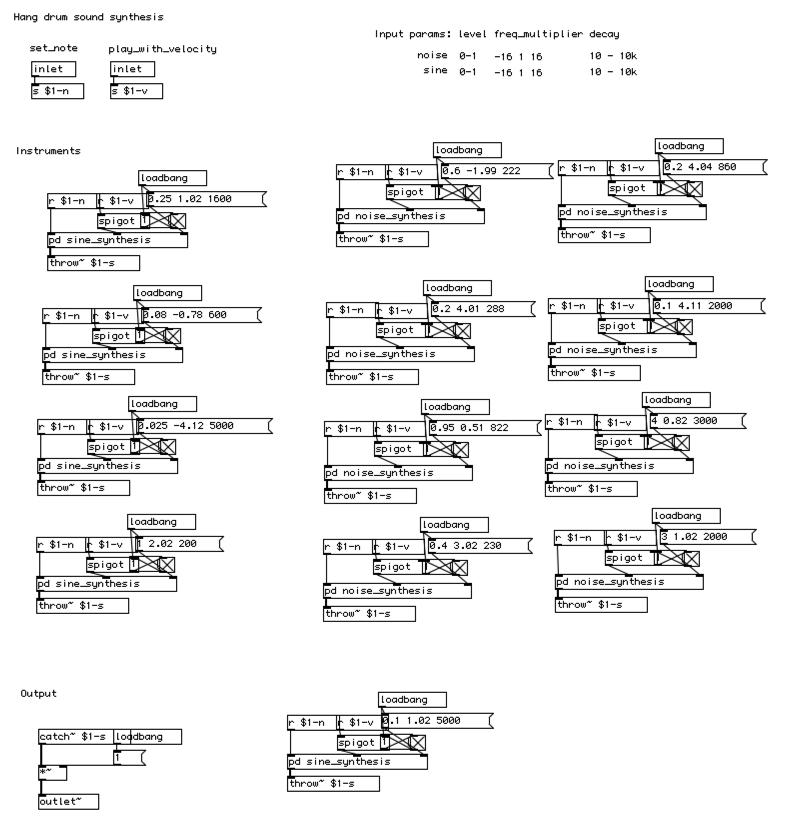 Hang drum sound synthesis
Input params: level freq_multiplier decay
set_note
play_with_velocity
noise 0-1 -16 1 16 10 - 10k
sine 0-1 -16 1 16 10 - 10k
inlet
inlet
s $1-n
s $1-v
Instruments
loadbang
r $1-n
r $1-v
0.25 1.02 1600
spigot
1
pd sine_synthesis
throw~ $1-s
loadbang
r $1-n
r $1-v
0.6 -1.99 222
spigot
pd noise_synthesis
throw~ $1-s
loadbang
r $1-n
r $1-v
0.2 4.04 860
spigot
pd noise_synthesis
throw~ $1-s
loadbang
r $1-n
r $1-v
0.08 -0.78 600
spigot
1
pd sine_synthesis
throw~ $1-s
loadbang
r $1-n
r $1-v
0.2 4.01 288
spigot
pd noise_synthesis
throw~ $1-s
loadbang
r $1-n
r $1-v
0.1 4.11 2000
spigot
pd noise_synthesis
throw~ $1-s
loadbang
r $1-n
r $1-v
0.025 -4.12 5000
spigot
1
pd sine_synthesis
throw~ $1-s
loadbang
r $1-n
r $1-v
0.95 0.51 822
spigot
pd noise_synthesis
throw~ $1-s
loadbang
r $1-n
r $1-v
4 0.82 3000
spigot
pd noise_synthesis
throw~ $1-s
loadbang
r $1-n
r $1-v
1 2.02 200
spigot
1
pd sine_synthesis
throw~ $1-s
loadbang
r $1-n
r $1-v
0.4 3.02 230
spigot
pd noise_synthesis
throw~ $1-s
loadbang
r $1-n
r $1-v
3 1.02 2000
spigot
pd noise_synthesis
throw~ $1-s
Output
catch~ $1-s
loadbang
1
*~
outlet~
loadbang
r $1-n
r $1-v
0.1 1.02 5000
spigot
1
pd sine_synthesis
throw~ $1-s